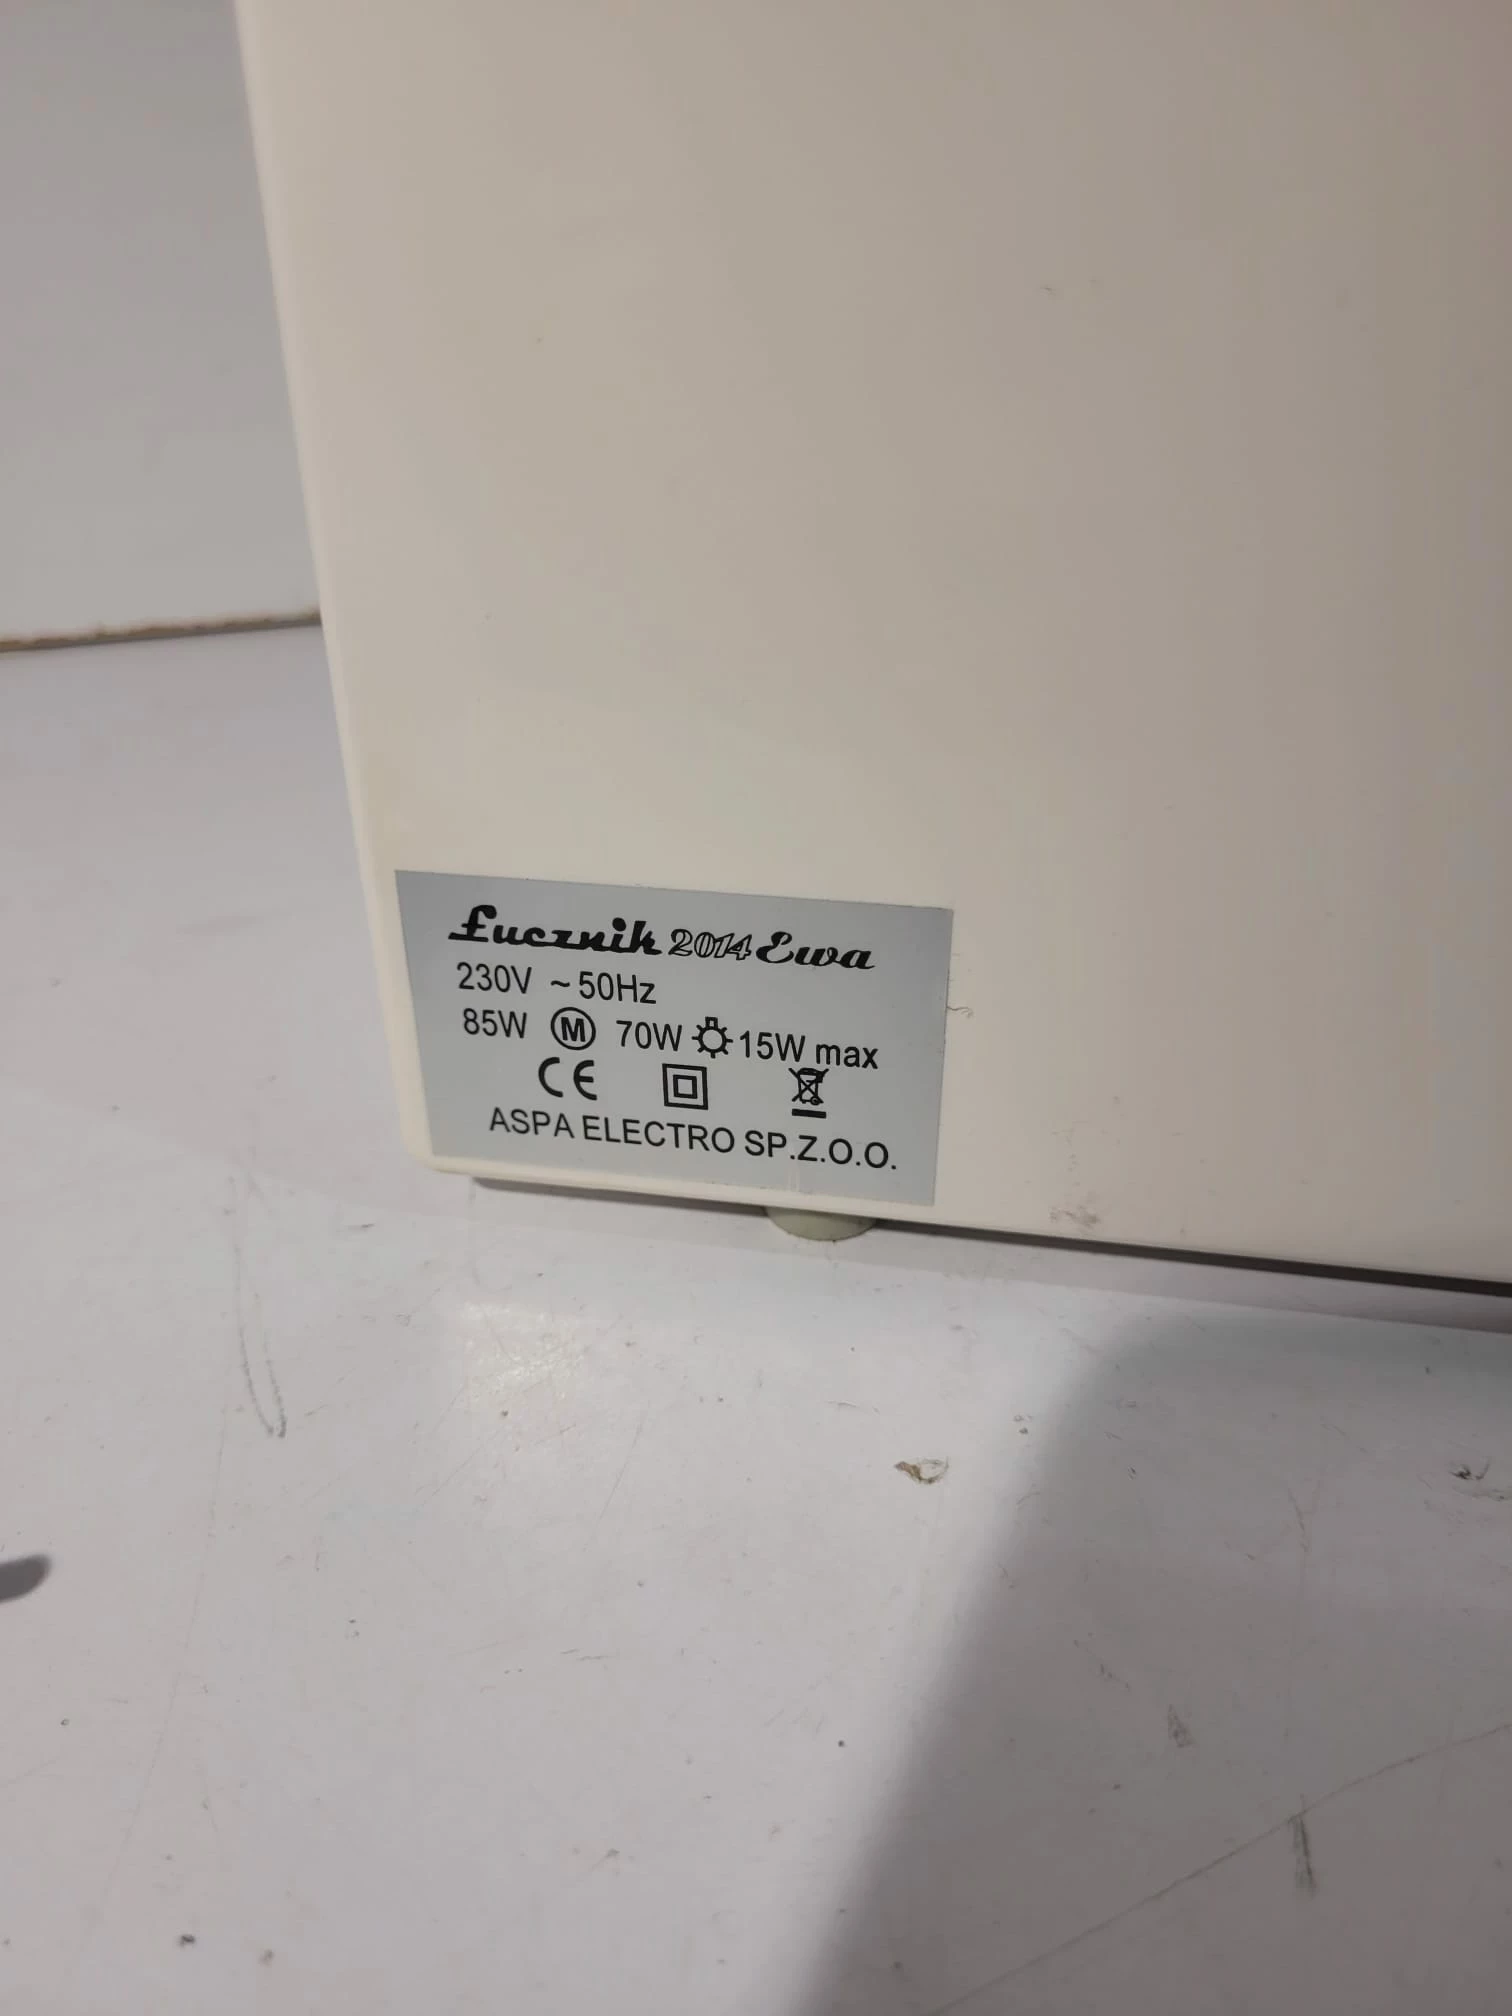 Łucznik 2014 Ewa
230V ~ 50Hz
85W M 70W 15W max
CE
ASPA ELECTRO SP.Z.O.O.